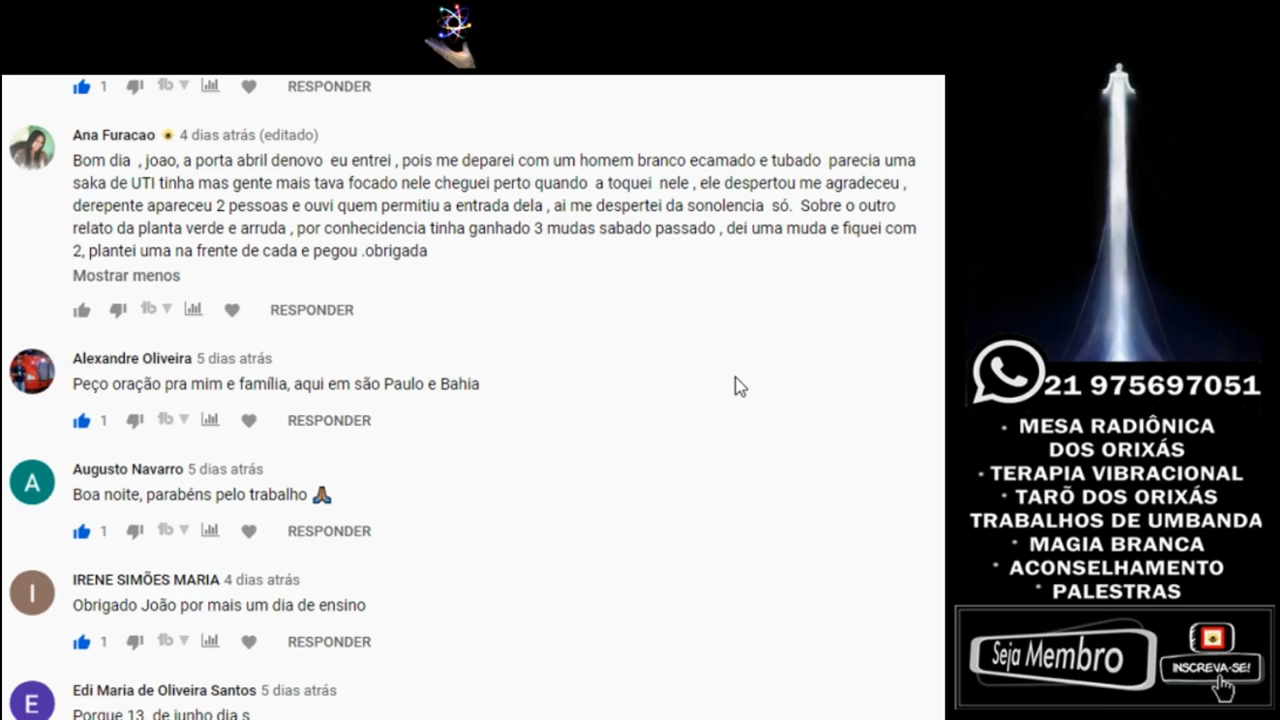 1 RESPONDER
Ana Furacao 4 dias atrás (editado)
Bom dia , joao, a porta abril denovo eu entrei , pois me deparei com um homem branco ecamado e tubado parecia uma
saka de UTI tinha mas gente mais tava focado nele cheguei perto quando a toquei nele , ele despertou me agradeceu ,
derepente apareceu 2 pessoas e ouvi quem permitiu a entrada dela , ai me despertei da sonolencia só. Sobre o outro
relato da planta verde e arruda , por conhecidencia tinha ganhado 3 mudas sabado passado , dei uma muda e fiquei com
2, plantei uma na frente de cada e pegou .obrigada
Mostrar menos
RESPONDER
Alexandre Oliveira 5 dias atrás
Peço oração pra mim e família, aqui em são Paulo e Bahia
1 RESPONDER
A
Augusto Navarro 5 dias atrás
Boa noite, parabéns pelo trabalho 🙏🏽
1 RESPONDER
I
IRENE SIMÕES MARIA 4 dias atrás
Obrigado João por mais um dia de ensino
1 RESPONDER
E
Edi Maria de Oliveira Santos 5 dias atrás
Porque 13, de junho dia s
21 975697051
* MESA RADIÔNICA
DOS ORIXÁS
* TERAPIA VIBRACIONAL
* TARÕ DOS ORIXÁS
TRABALHOS DE UMBANDA
* MAGIA BRANCA
* ACONSELHAMENTO
* PALESTRAS
Seja Membro
INSCREVA-SE!